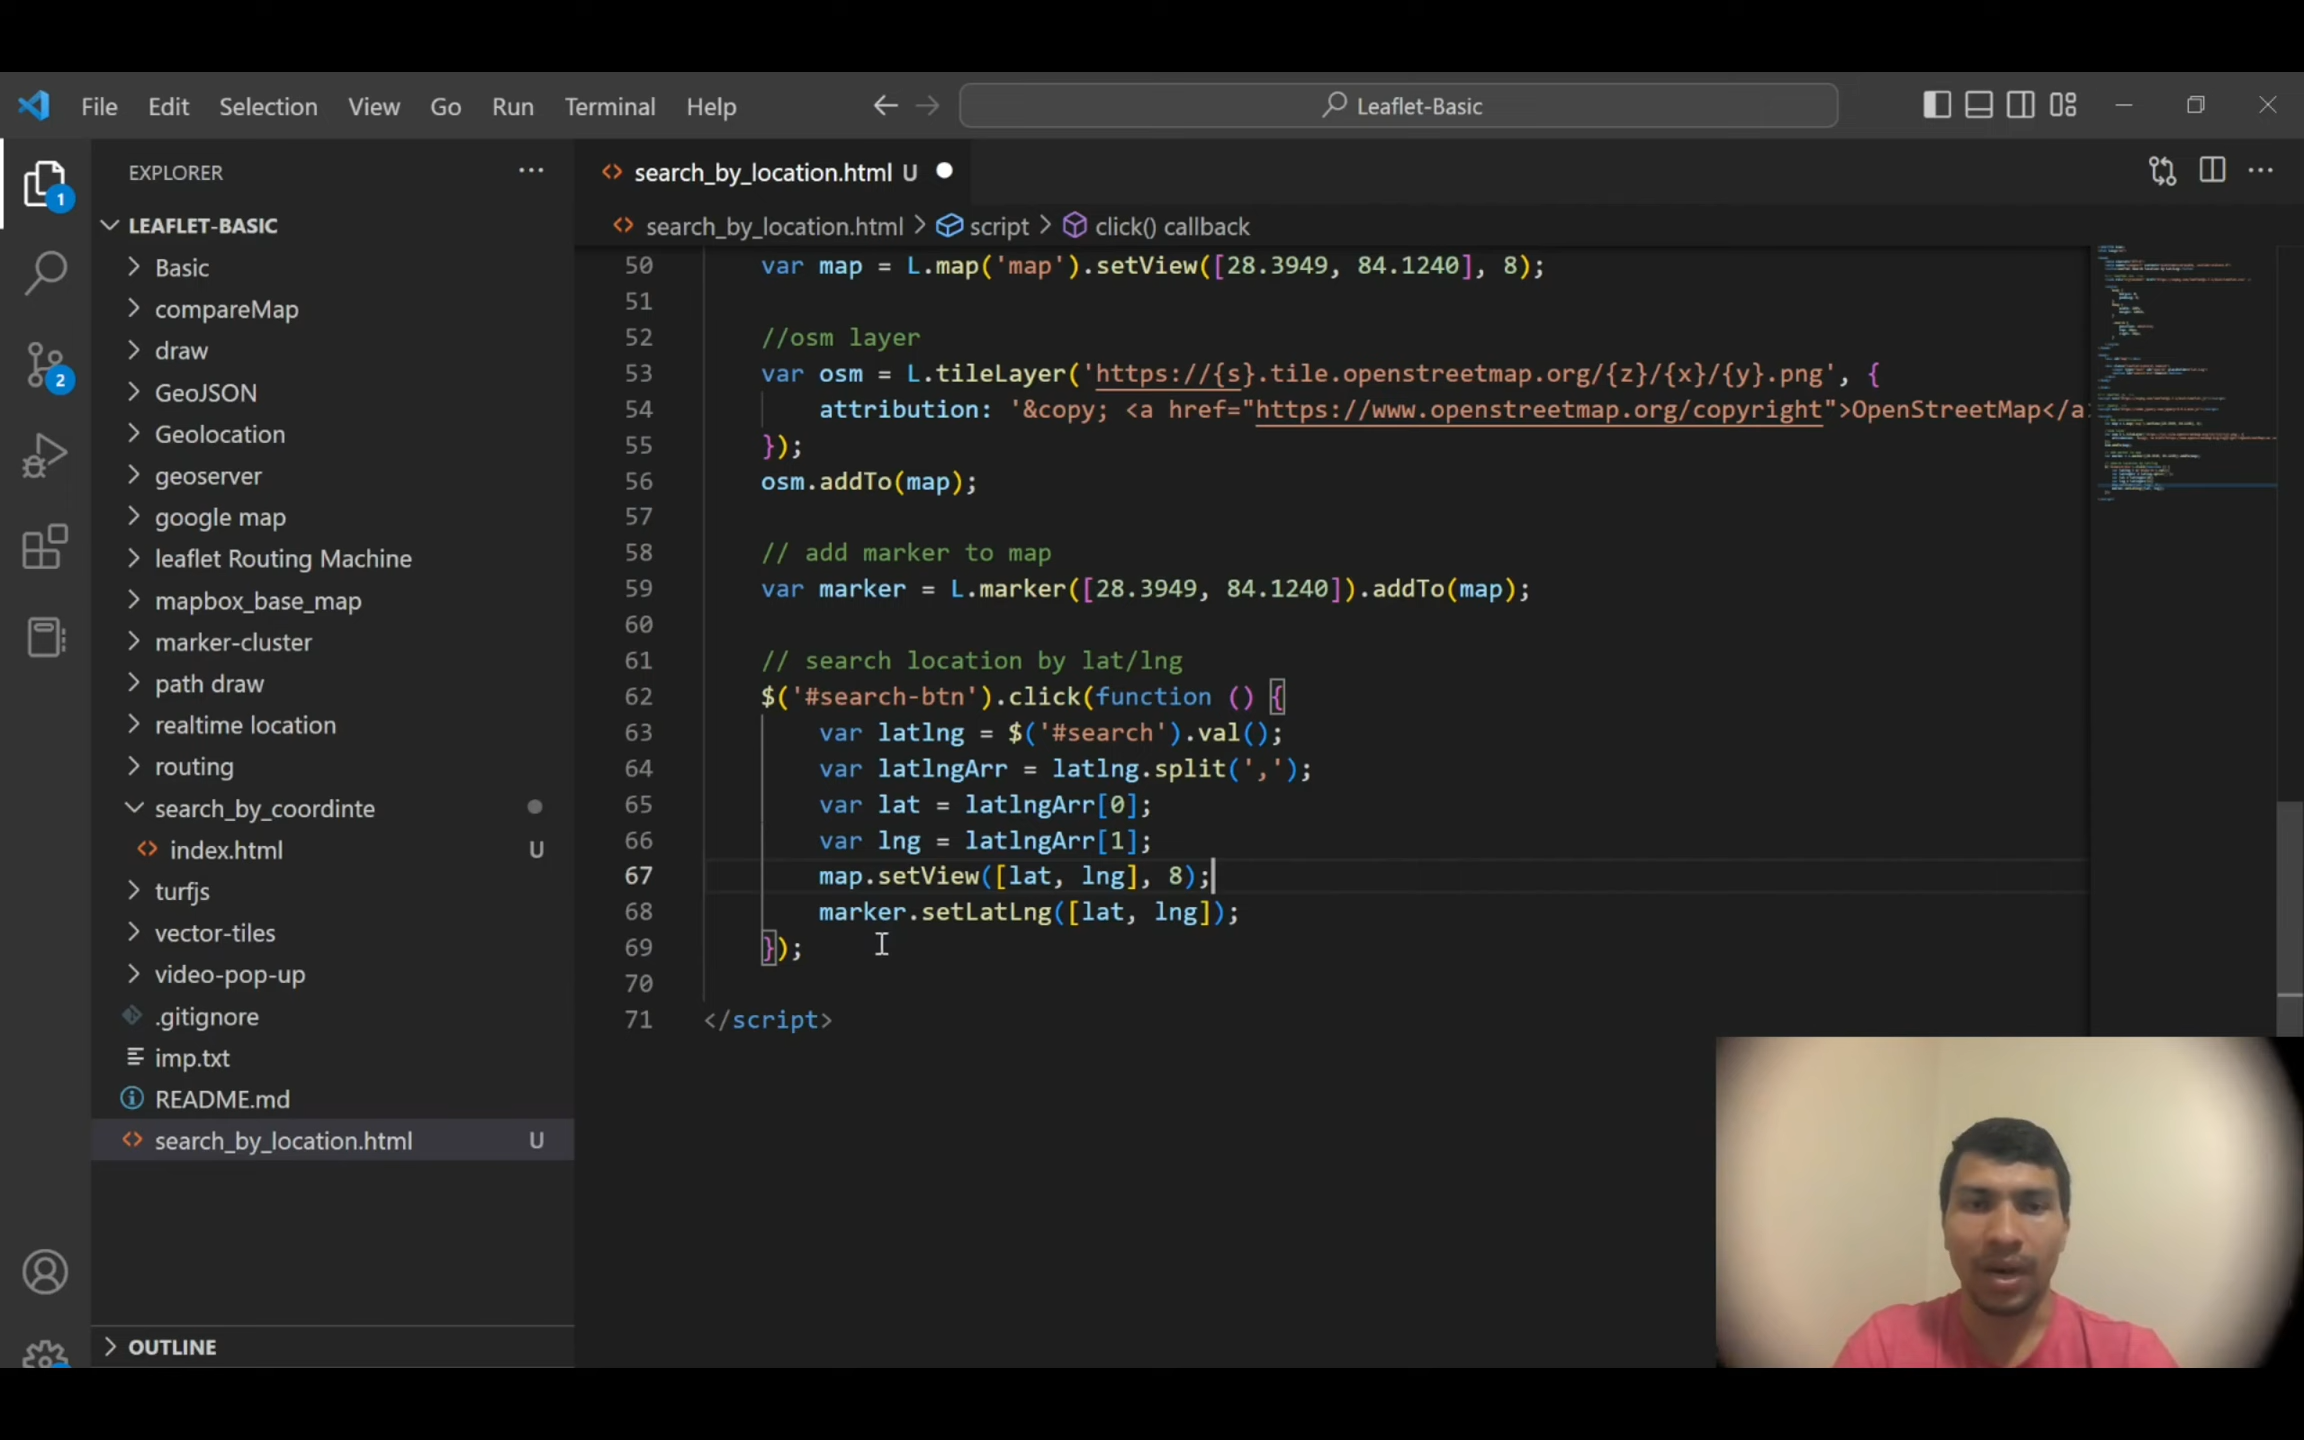 File Edit Selection View Go Run Terminal Help
Leaflet-Basic
EXPLORER
search_by_location.html U
1
LEAFLET-BASIC
search_by_location.html > script > click() callback
Basic
compareMap
draw
2
GeoJSON
Geolocation
geoserver
google map
leaflet Routing Machine
mapbox_base_map
marker-cluster
path draw
realtime location
routing
search_by_coordinte
index.html U
turfjs
vector-tiles
video-pop-up
.gitignore
imp.txt
README.md
search_by_location.html U
OUTLINE
50 var map = L.map('map').setView([28.3949, 84.1240], 8);
51
52 //osm layer
53 var osm = L.tileLayer('https://{s}.tile.openstreetmap.org/{z}/{x}/{y}.png', {
54 attribution: '&copy; <a href="https://www.openstreetmap.org/copyright">OpenStreetMap</a
55 });
56 osm.addTo(map);
57
58 // add marker to map
59 var marker = L.marker([28.3949, 84.1240]).addTo(map);
60
61 // search location by lat/lng
62 $('#search-btn').click(function () {
63 var latlng = $('#search').val();
64 var latlngArr = latlng.split(',');
65 var lat = latlngArr[0];
66 var lng = latlngArr[1];
67 map.setView([lat, lng], 8);
68 marker.setLatLng([lat, lng]);
69 });
70
71 </script>